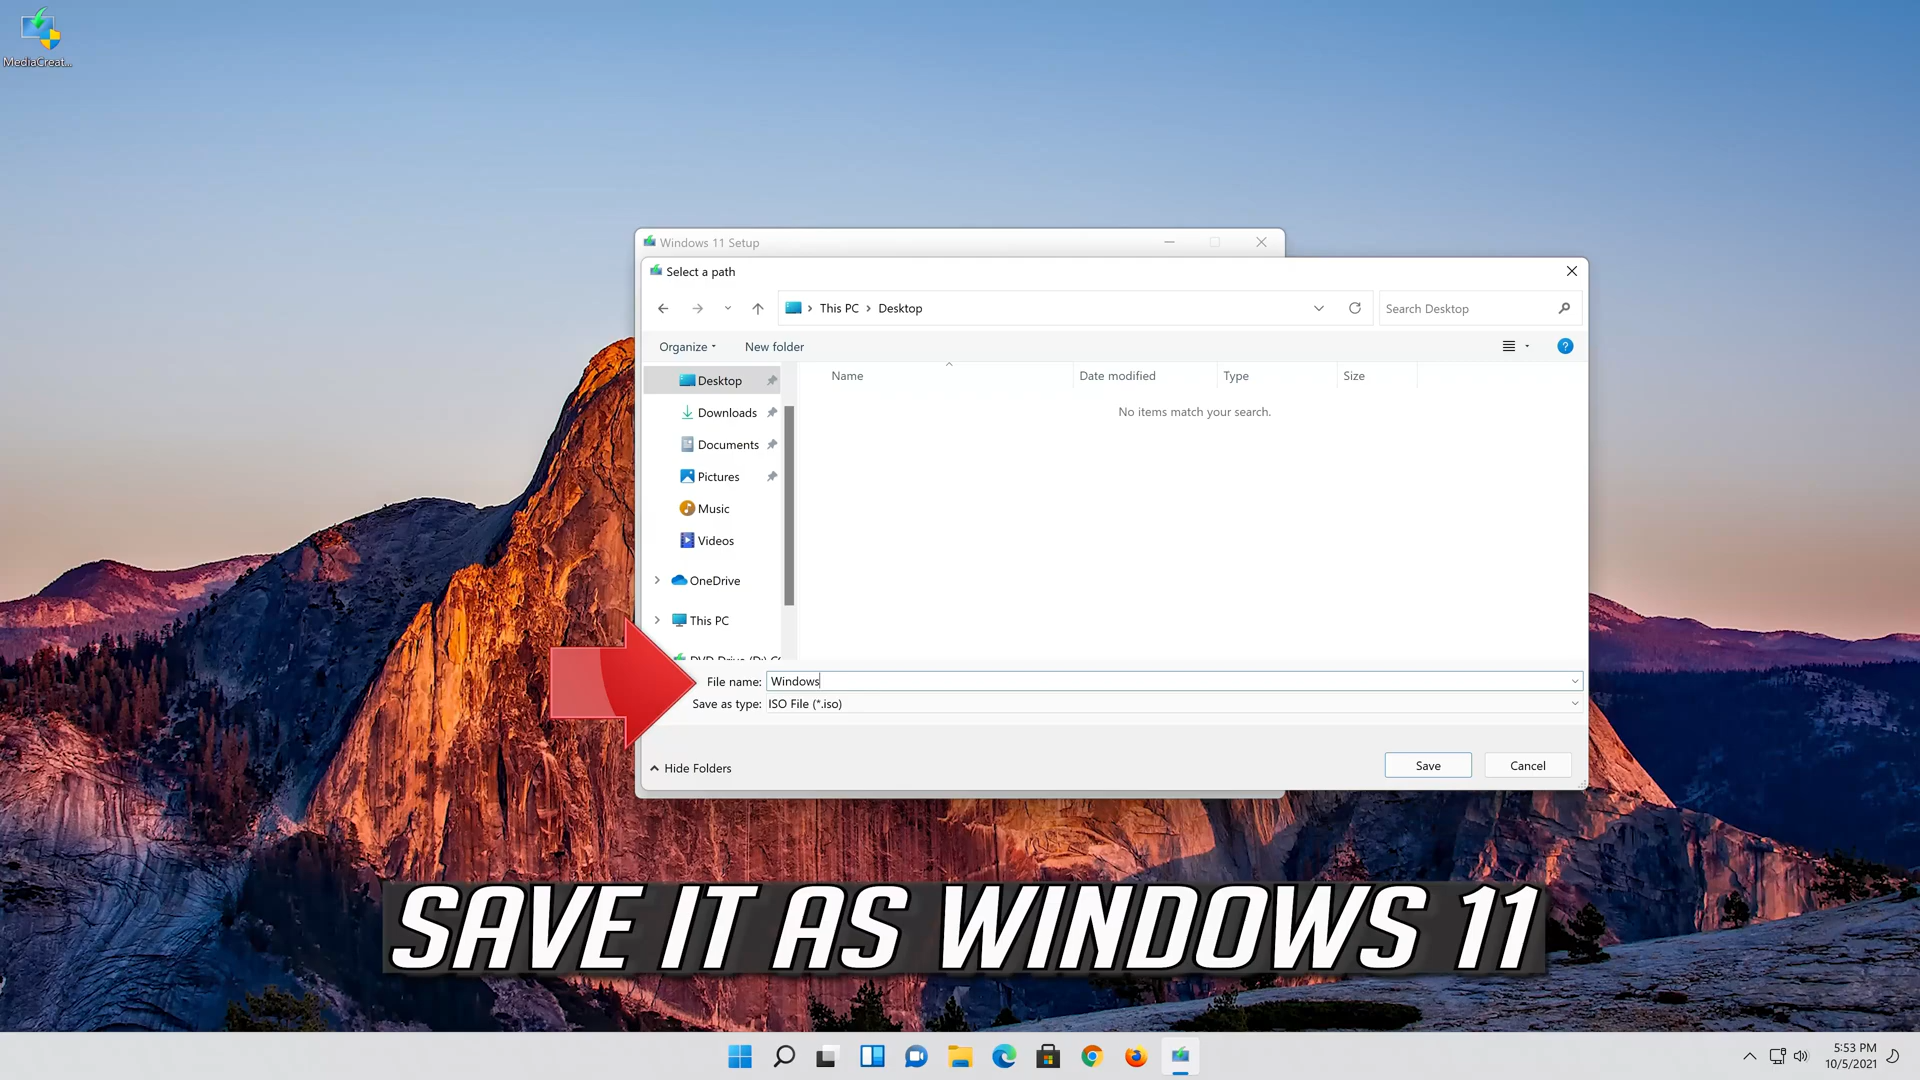 MediaCreat...
Windows 11 Setup
Select a path
This PC > Desktop
Search Desktop
Organize
New folder
Name
Date modified
Type
Size
No items match your search.
Desktop
Downloads
Documents
Pictures
Music
Videos
OneDrive
This PC
DVD Drive (D:)
File name: Windows
Save as type: ISO File (*.iso)
Hide Folders
Save
Cancel
SAVE IT AS WINDOWS 11
5:53 PM
10/5/2021